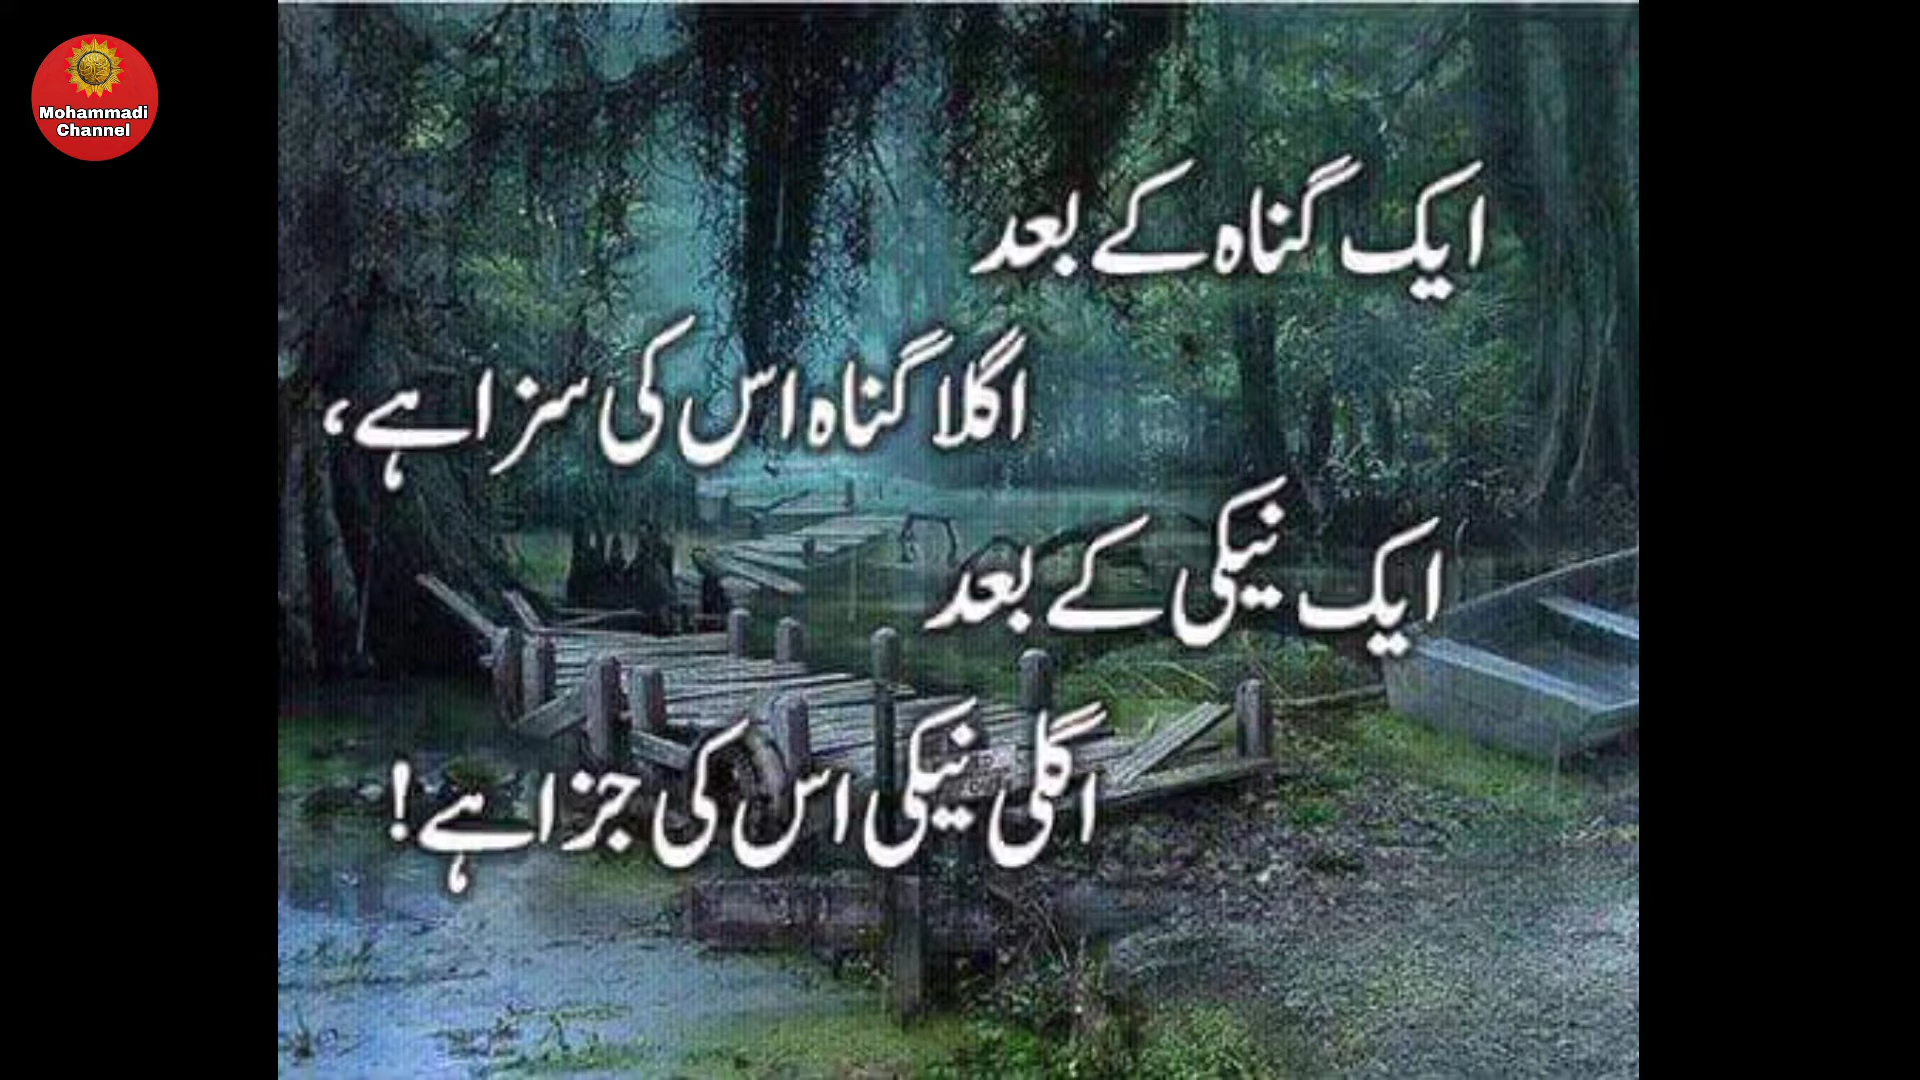 Mohammadi
Channel
ایک گناہ کے بعد
اگلا گناہ اس کی سزا ہے،
ایک نیکی کے بعد
اگلی نیکی اس کی جزا ہے!